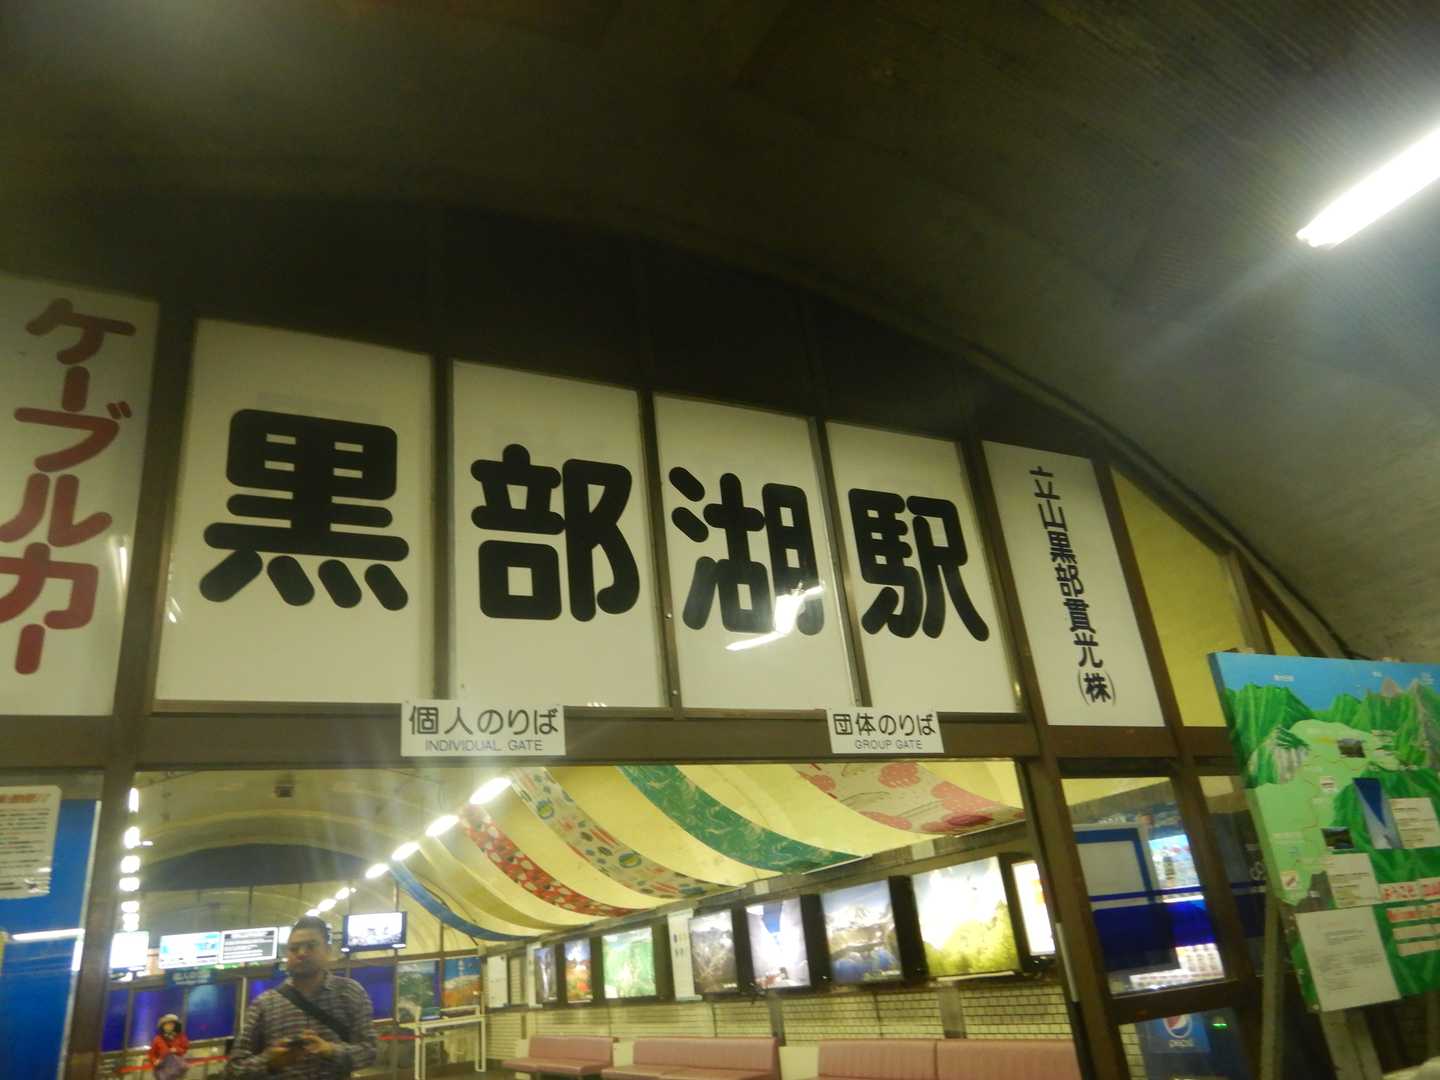 ケーブルカー
黒部湖駅
立山黒部貫光(株)
個人のりば
INDIVIDUAL GATE
団体のりば
GROUP GATE
pepsi